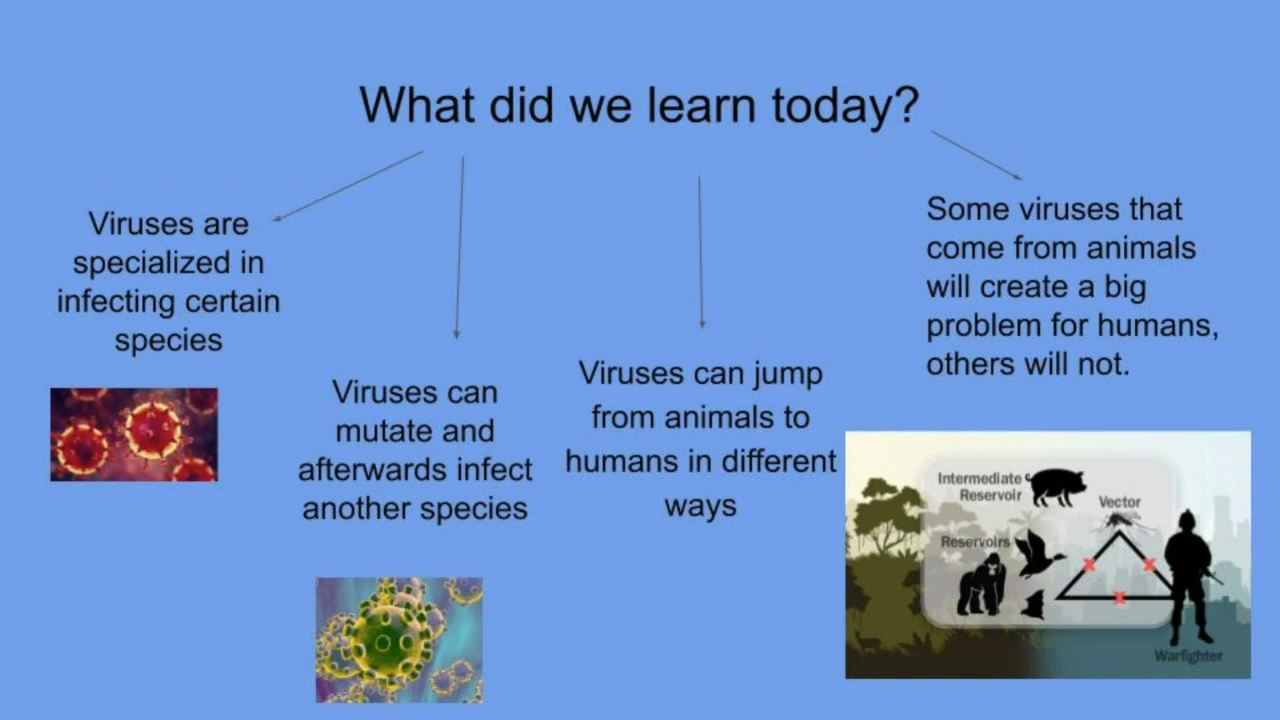 What did we learn today?
Viruses are
specialized in
infecting certain
species
Viruses can
mutate and
afterwards infect
another species
Viruses can jump
from animals to
humans in different
ways
Some viruses that
come from animals
will create a big
problem for humans,
others will not.
Intermediate
Reservoir
Vector
Reservoirs
Warfighter